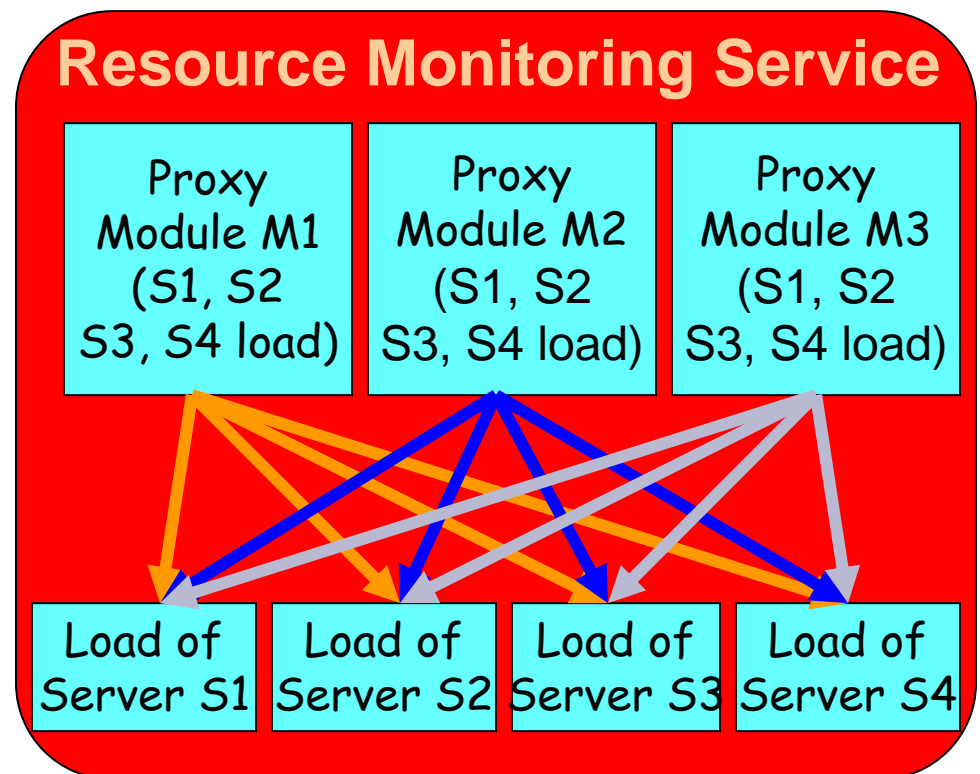 Resource Monitoring Service
Proxy
Module M1
(S1, S2
S3, S4 load)
Proxy
Module M2
(S1, S2
S3, S4 load)
Proxy
Module M3
(S1, S2
S3, S4 load)
Load of
Server S1
Load of
Server S2
Load of
Server S3
Load of
Server S4